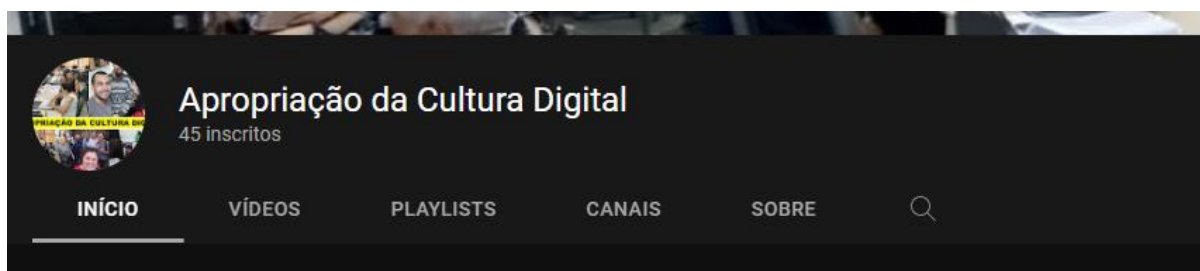 Apropriação da Cultura Digital
45 inscritos
INÍCIO VÍDEOS PLAYLISTS CANAIS SOBRE